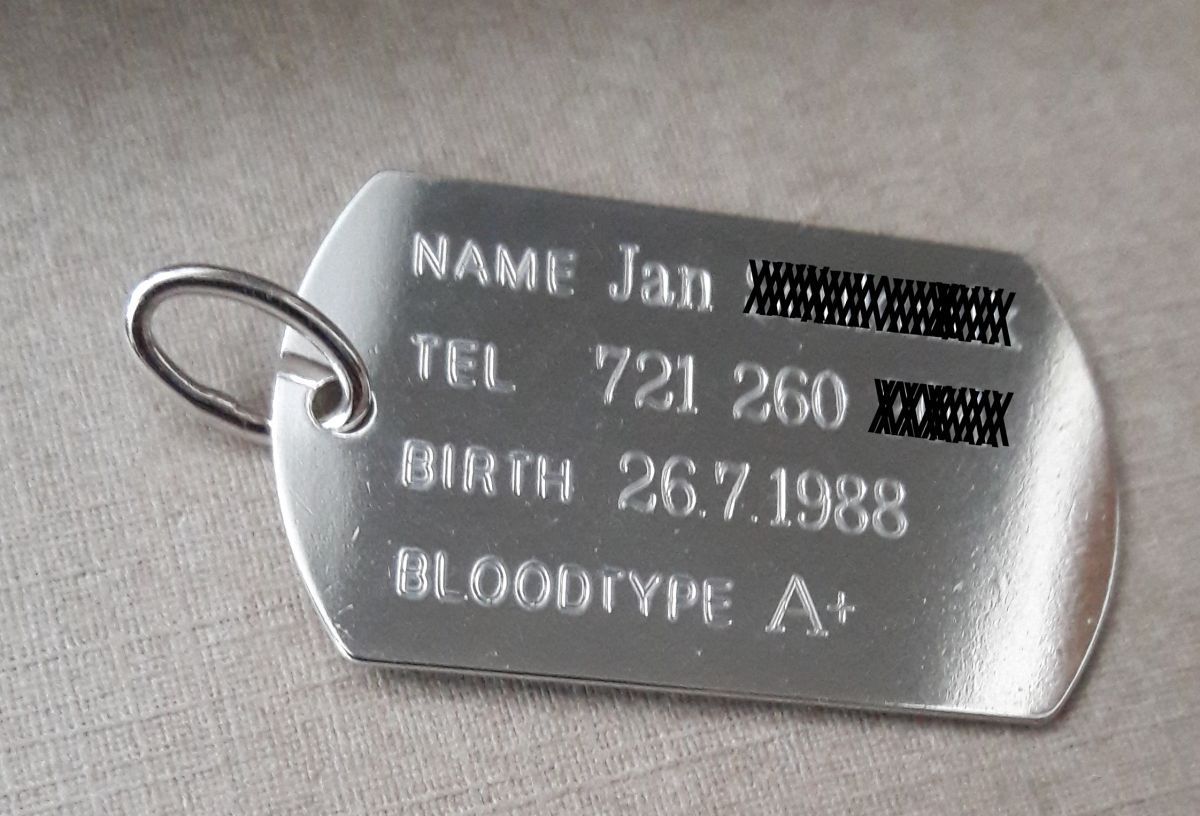 NAME Jan
TEL 721 260
BIRTH 26.7.1988
BLOODTYPE A+